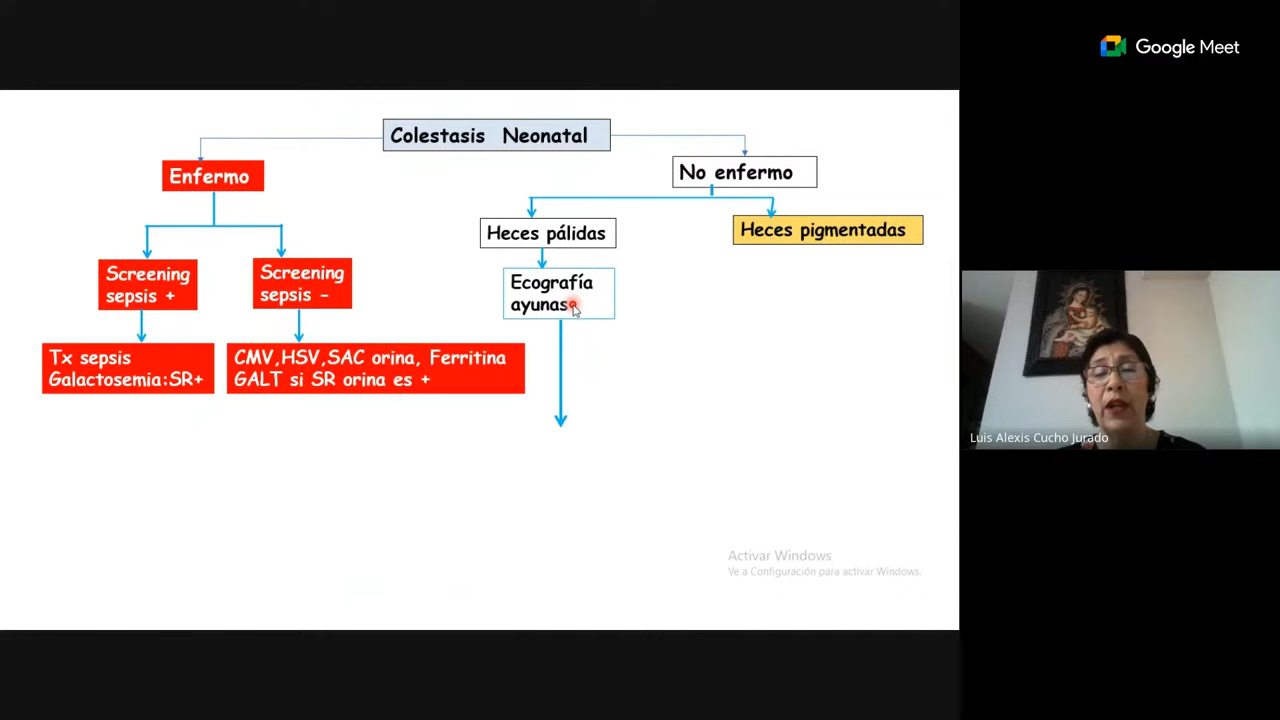 Google Meet
Colestasis Neonatal
Enfermo
No enfermo
Heces pálidas
Heces pigmentadas
Screening
sepsis +
Screening
sepsis -
Ecografía
ayunas
Tx sepsis
Galactosemia:SR+
CMV,HSV,SAC orina, Ferritina
GALT si SR orina es +
Luis Alexis Cucho Jurado
Activar Windows
Ve a Configuración para activar Windows.